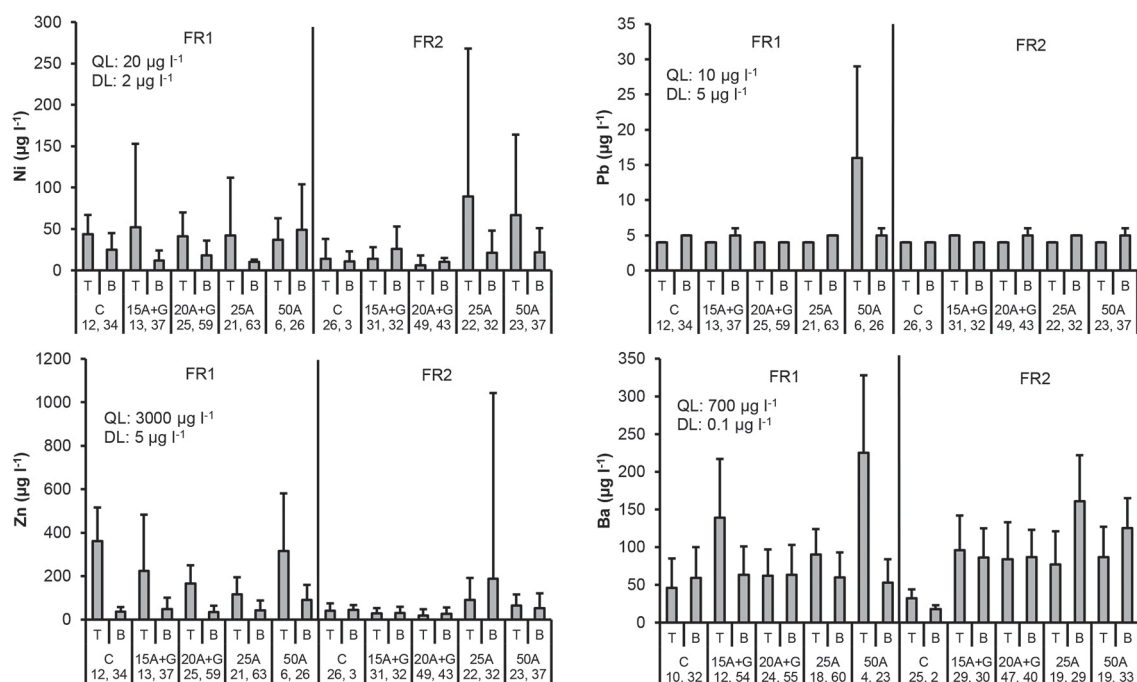 300
250
200
150
100
50
0
Ni (µg l⁻¹)
FR1
FR2
QL: 20 µg l⁻¹
DL: 2 µg l⁻¹
T B T B T B T B T B T B T B T B T B T B
C 15A+G 20A+G 25A 50A C 15A+G 20A+G 25A 50A
12, 34 13, 37 25, 59 21, 63 6, 26 26, 3 31, 32 49, 43 22, 32 23, 37
35
30
25
20
15
10
5
0
Pb (µg l⁻¹)
FR1
FR2
QL: 10 µg l⁻¹
DL: 5 µg l⁻¹
T B T B T B T B T B T B T B T B T B T B
C 15A+G 20A+G 25A 50A C 15A+G 20A+G 25A 50A
12, 34 13, 37 25, 59 21, 63 6, 26 26, 3 31, 32 49, 43 22, 32 23, 37
1200
1000
800
600
400
200
0
Zn (µg l⁻¹)
FR1
FR2
QL: 3000 µg l⁻¹
DL: 5 µg l⁻¹
T B T B T B T B T B T B T B T B T B T B
C 15A+G 20A+G 25A 50A C 15A+G 20A+G 25A 50A
12, 34 13, 37 25, 59 21, 63 6, 26 26, 3 31, 32 49, 43 22, 32 23, 37
350
300
250
200
150
100
50
0
Ba (µg l⁻¹)
FR1
FR2
QL: 700 µg l⁻¹
DL: 0.1 µg l⁻¹
T B T B T B T B T B T B T B T B T B T B
C 15A+G 20A+G 25A 50A C 15A+G 20A+G 25A 50A
10, 32 12, 54 24, 55 18, 60 4, 23 25, 2 29, 30 47, 40 19, 29 19, 33